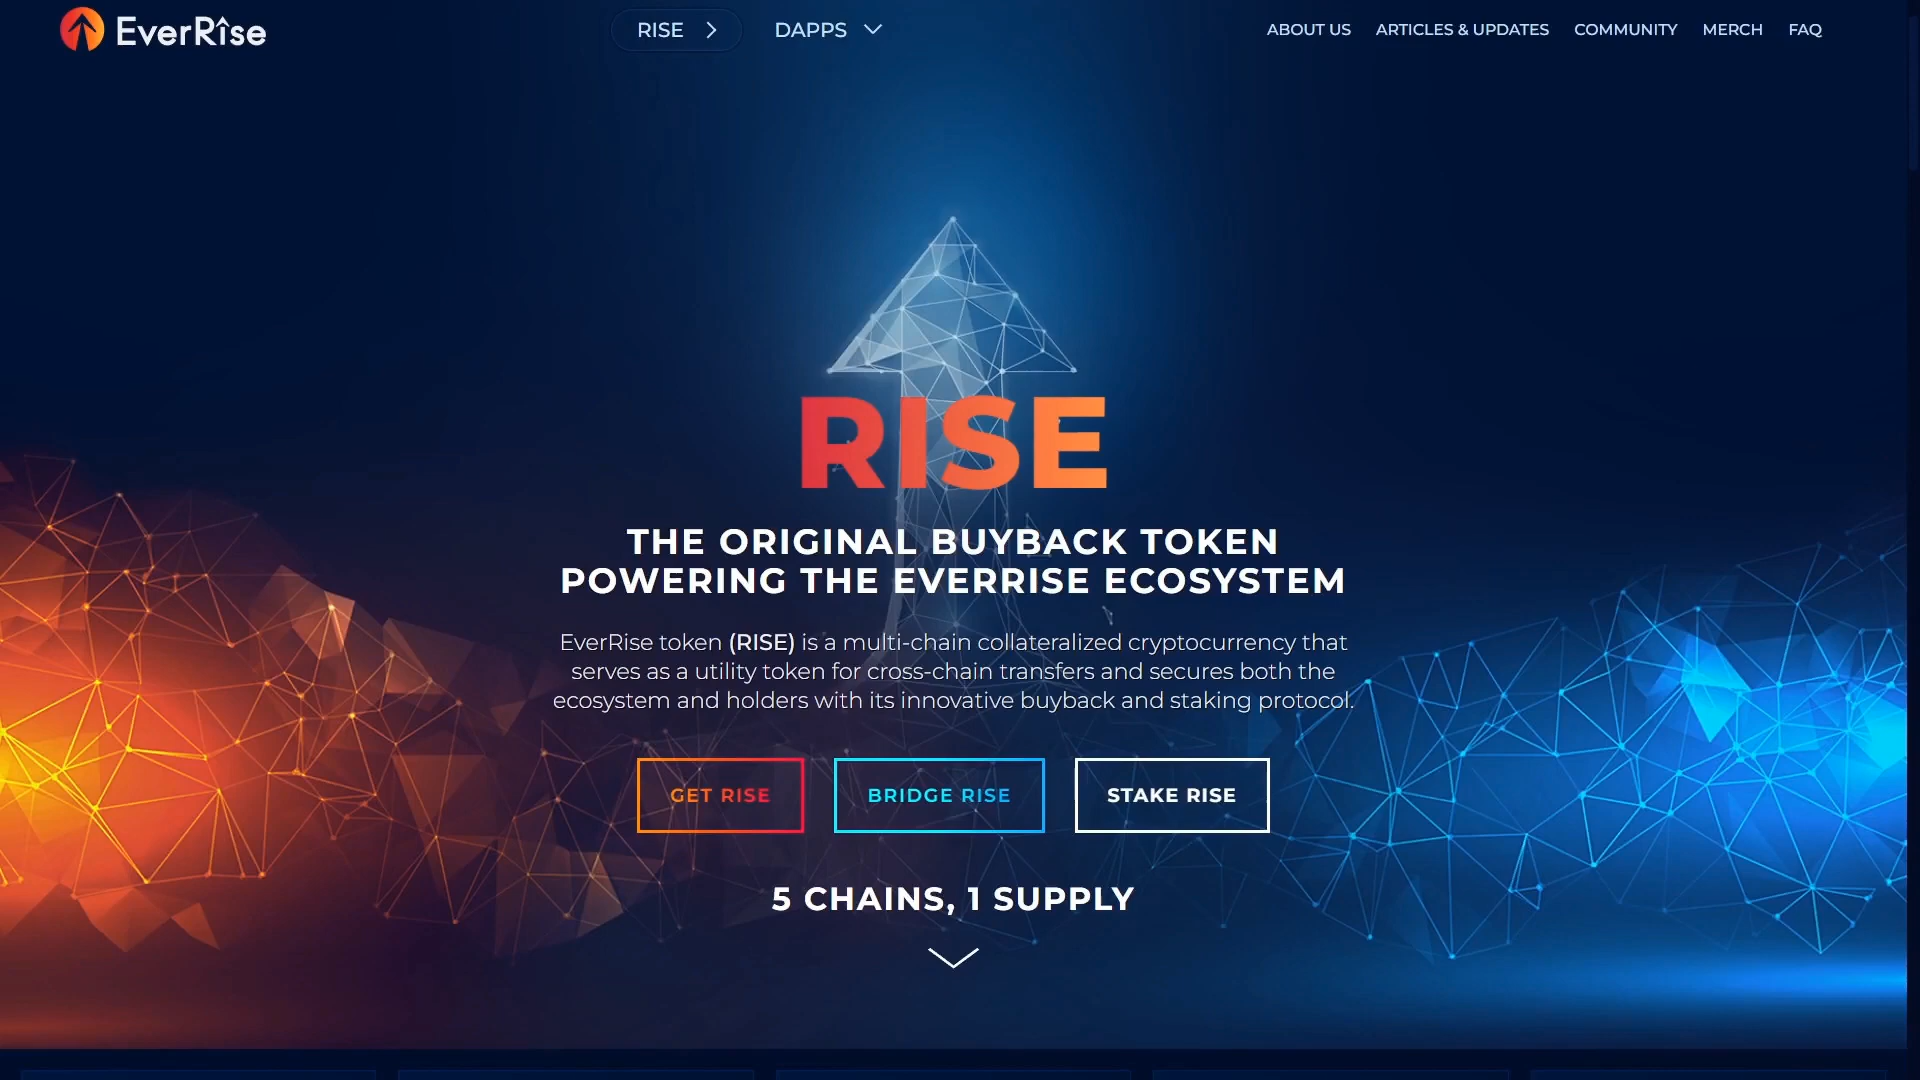 EverRise
RISE
DAPPS
ABOUT US
ARTICLES & UPDATES
COMMUNITY
MERCH
FAQ
RISE
THE ORIGINAL BUYBACK TOKEN
POWERING THE EVERRISE ECOSYSTEM
EverRise token (RISE) is a multi-chain collateralized cryptocurrency that
serves as a utility token for cross-chain transfers and secures both the
ecosystem and holders with its innovative buyback and staking protocol.
GET RISE
BRIDGE RISE
STAKE RISE
5 CHAINS, 1 SUPPLY